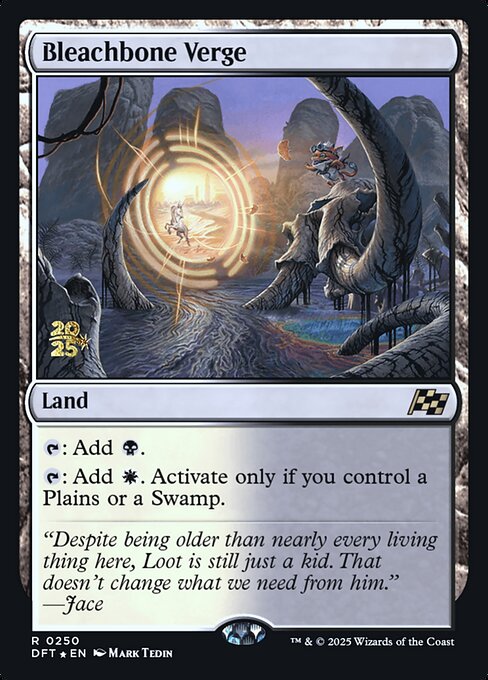 Bleachbone Verge
2025
Land
: Add .
: Add . Activate only if you control a
Plains or a Swamp.
“Despite being older than nearly every living
thing here, Loot is still just a kid. That
doesn’t change what we need from him.”
—Jace
R 0250
DFT★EN Mark Tedin
™ & © 2025 Wizards of the Coast